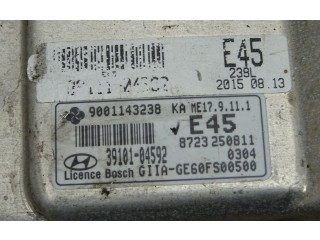 E45
238L
2015 08.13
9001143238 KA ME17.9.11.1
E45
39101-04592 8723 250811
0304
Licence Bosch GIIA-GE60FS00500